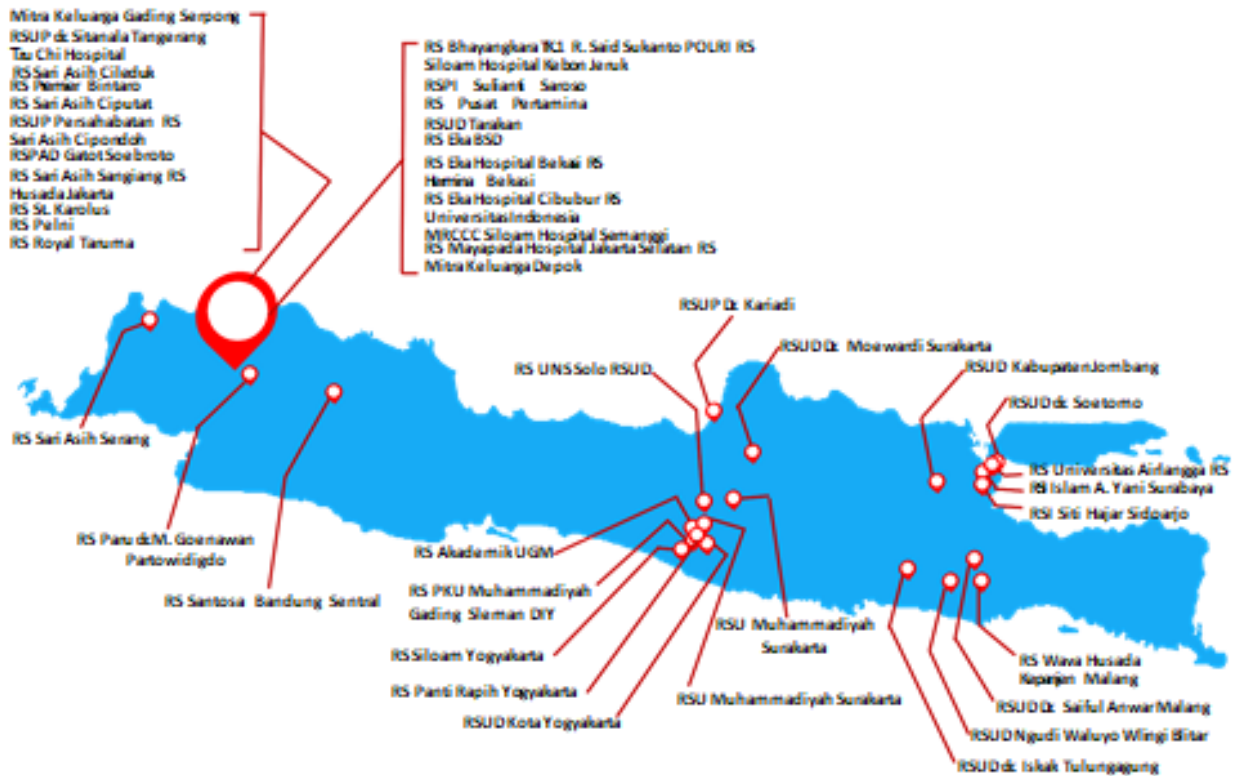 Mitra Keluarga Gading Serpong
RSUP dr. Sitanala Tangerang
Tzu Chi Hospital
RS Sari Asih Cileduk
RS Premier Bintaro
RS Sari Asih Ciputat
RSUP Persahabatan RS
Sari Asih Cipondoh
RSPAD Gatot Soebroto
RS Sari Asih Sangiang RS
Husada Jakarta
RS St. Karolus
RS Pelni
RS Royal Taruma
RS Bhayangkara TK1 R. Said Sukanto POLRI RS
Siloam Hospital Kebon Jeruk
RSPI Sulianti Saroso
RS Pusat Pertamina
RSUD Tarakan
RS Eka BSD
RS Eka Hospital Bekasi RS
Hermina Bekasi
RS Eka Hospital Cibubur RS
Universitas Indonesia
MRCCC Siloam Hospital Semanggi
RS Mayapada Hospital Jakarta Sellatan RS
Mitra Keluarga Depok
RSUP Dr. Kariadi
RSUD Dr. Moewardi Surakarta
RS UNS Solo RSUD
RSUD Kabupaten Jombang
RSUD dr. Soetomo
RS Sari Asih Serang
RS Universitas Airlangga RS
RSI Islam A. Yani Surabaya
RSI Siti Hajar Sidoarjo
RS Paru dr. M. Goenawan
Partowidigdo
RS Akademik UGM
RS Santosa Bandung Sentral
RS PKU Muhammadiyah
Gading Sleman DIY
RSU Muhammadiyah
Surakarta
RS Siloam Yogyakarta
RS Wava Husada
Kepanjen Malang
RS Panti Rapih Yogyakarta
RSU Muhammadiyah Surakarta
RSUD Dr. Saiful Anwar Malang
RSUD Kota Yogyakarta
RSUD Ngudi Waluyo Wlingi Blitar
RSUD dr. Iskak Tulungagung